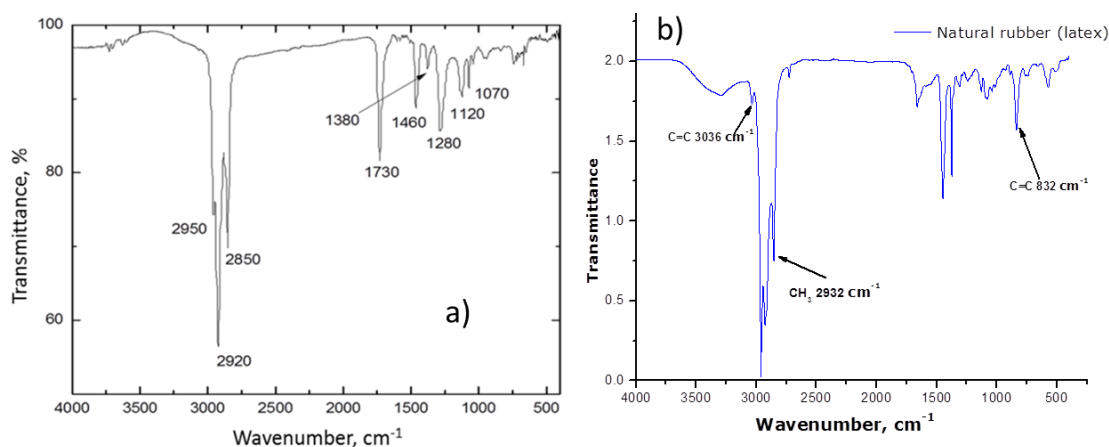 100
80
60
Transmittance, %
2950
2850
2920
1730
1380
1460
1280
1120
1070
a)
4000 3500 3000 2500 2000 1500 1000 500
Wavenumber, cm-1
b)
Natural rubber (latex)
2.0
1.5
1.0
0.5
0.0
Transmittance
C=C 3036 cm-1
CH3 2932 cm-1
C=C 832 cm-1
4000 3500 3000 2500 2000 1500 1000 500
Wavenumber, cm-1